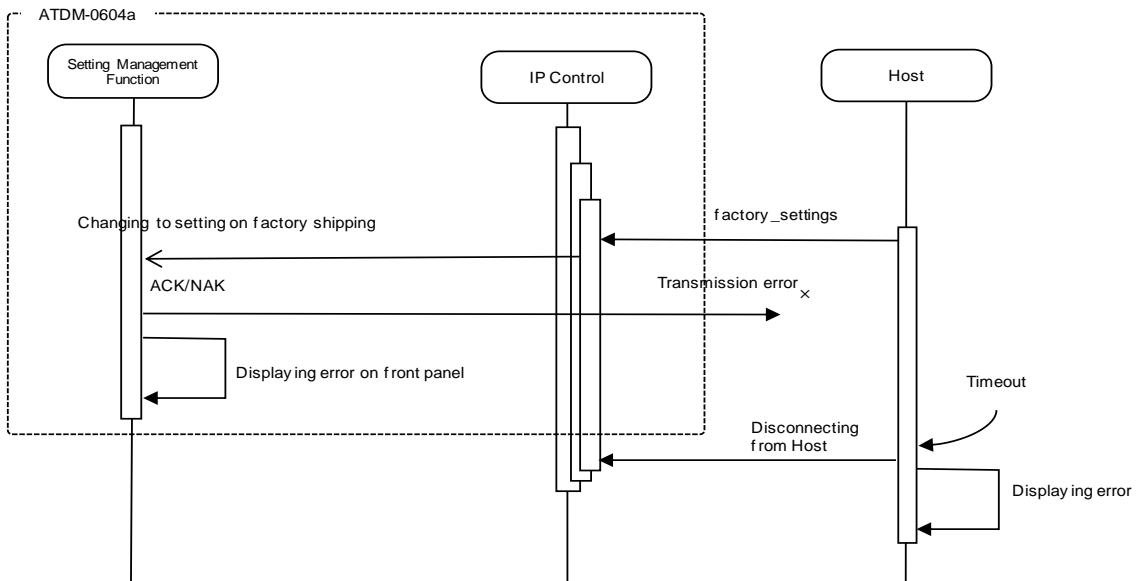 ATDM-0604a
Setting Management
Function
IP Control
Host
factory_settings
Changing to setting on factory shipping
ACK/NAK
Transmission error
×
Displaying error on front panel
Timeout
Disconnecting
from Host
Displaying error